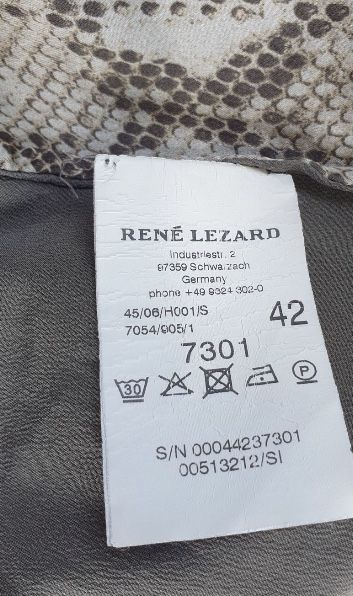 RENÉ LEZARD
Industriestr. 2
97359 Schwarzach
Germany
phone +49 9324 302-0
45/06/H001/S
7054/905/1
42
7301
30
P
S/N 00044237301
00513212/SI